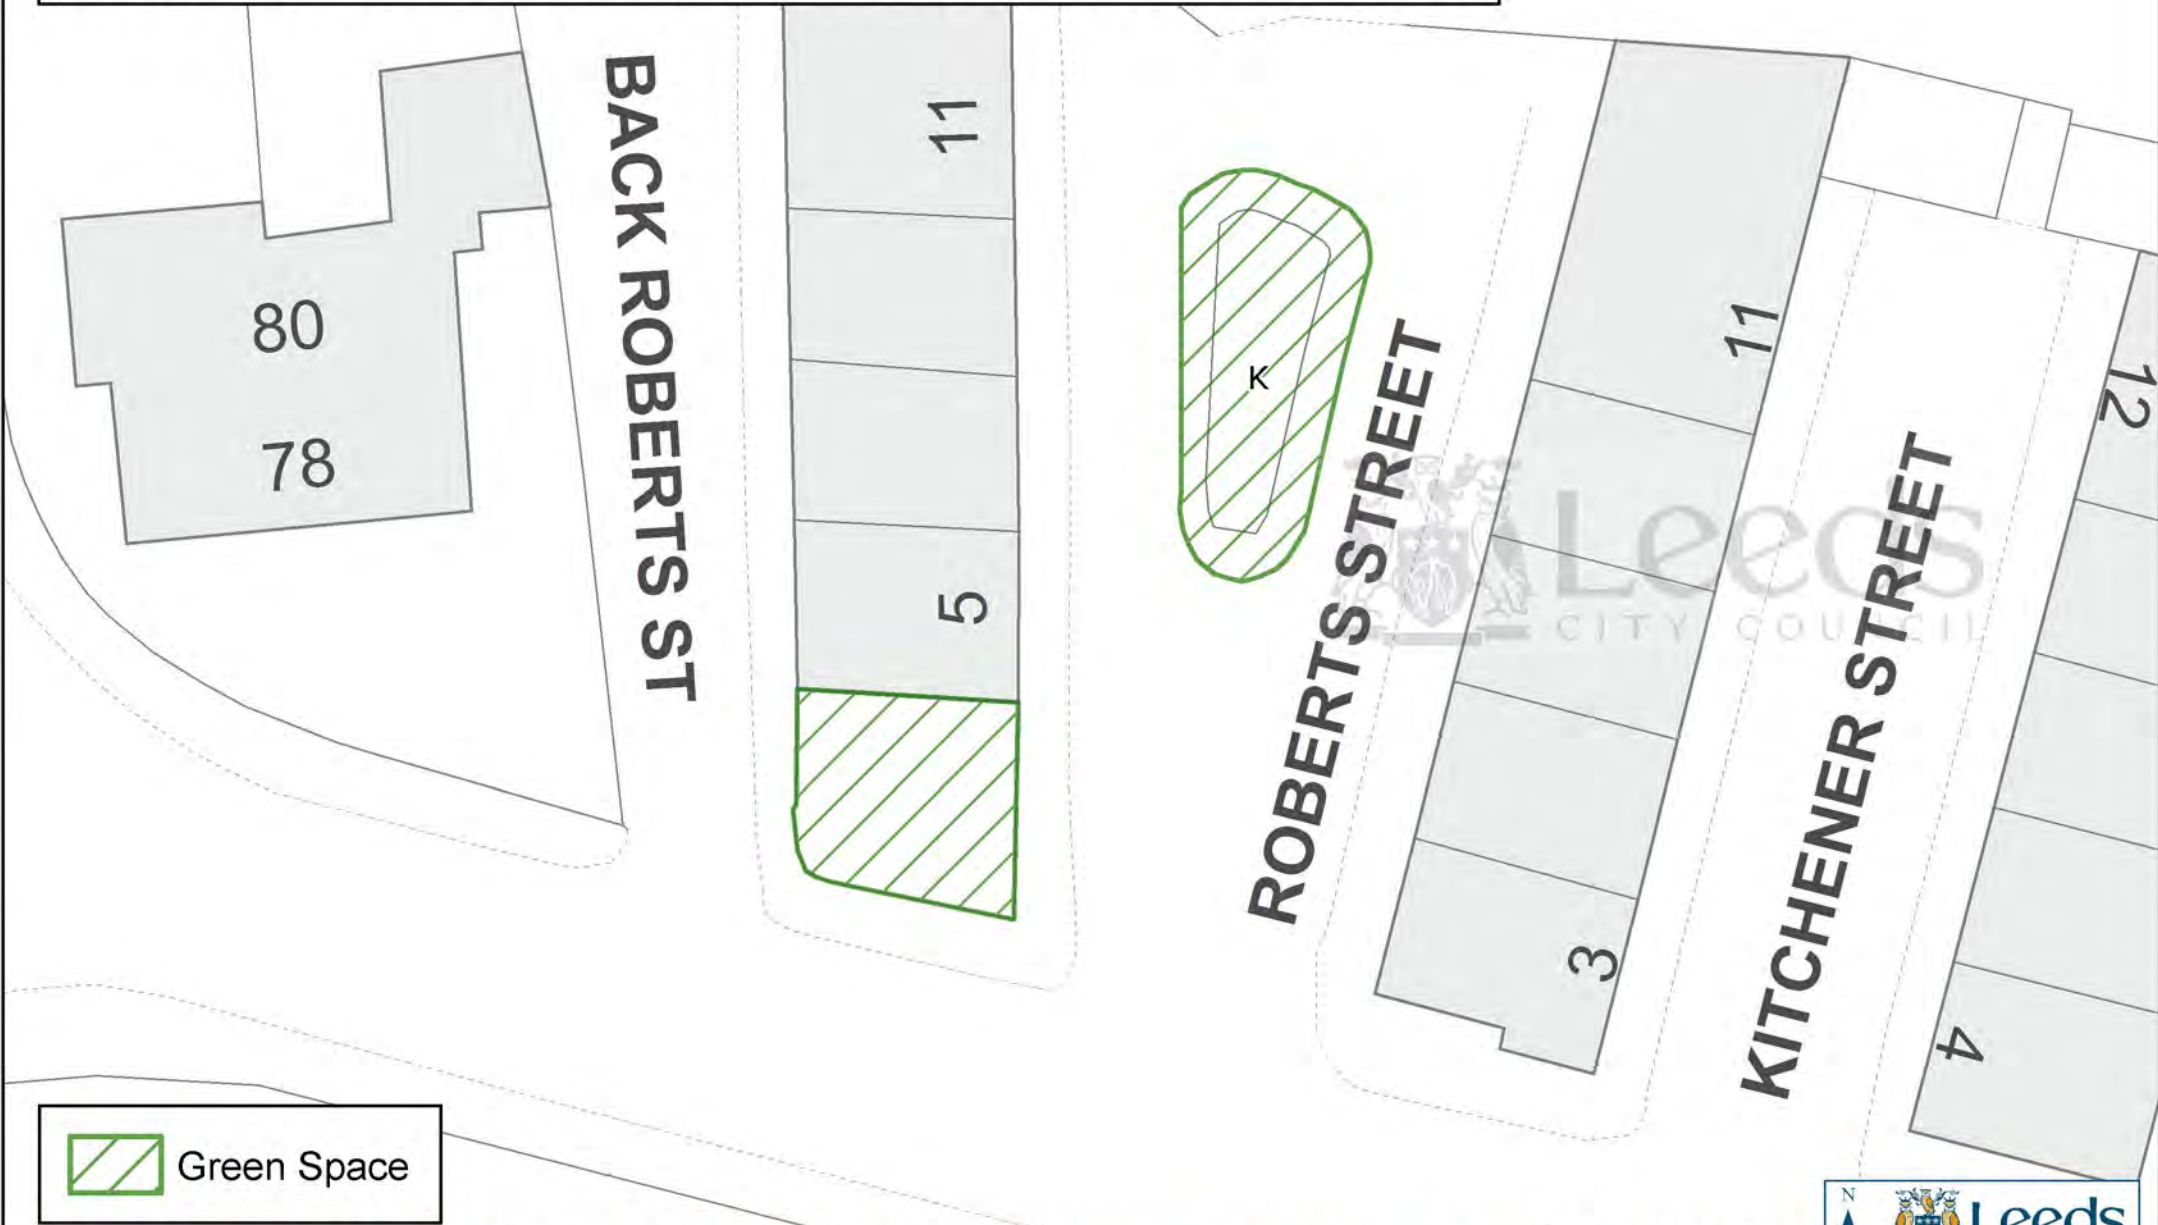 BACK ROBERTS ST
11
80
78
5
K
ROBERTS STREET
11
3
Leeds
CITY COUNCIL
KITCHENER STREET
12
4
Green Space
N
Leeds